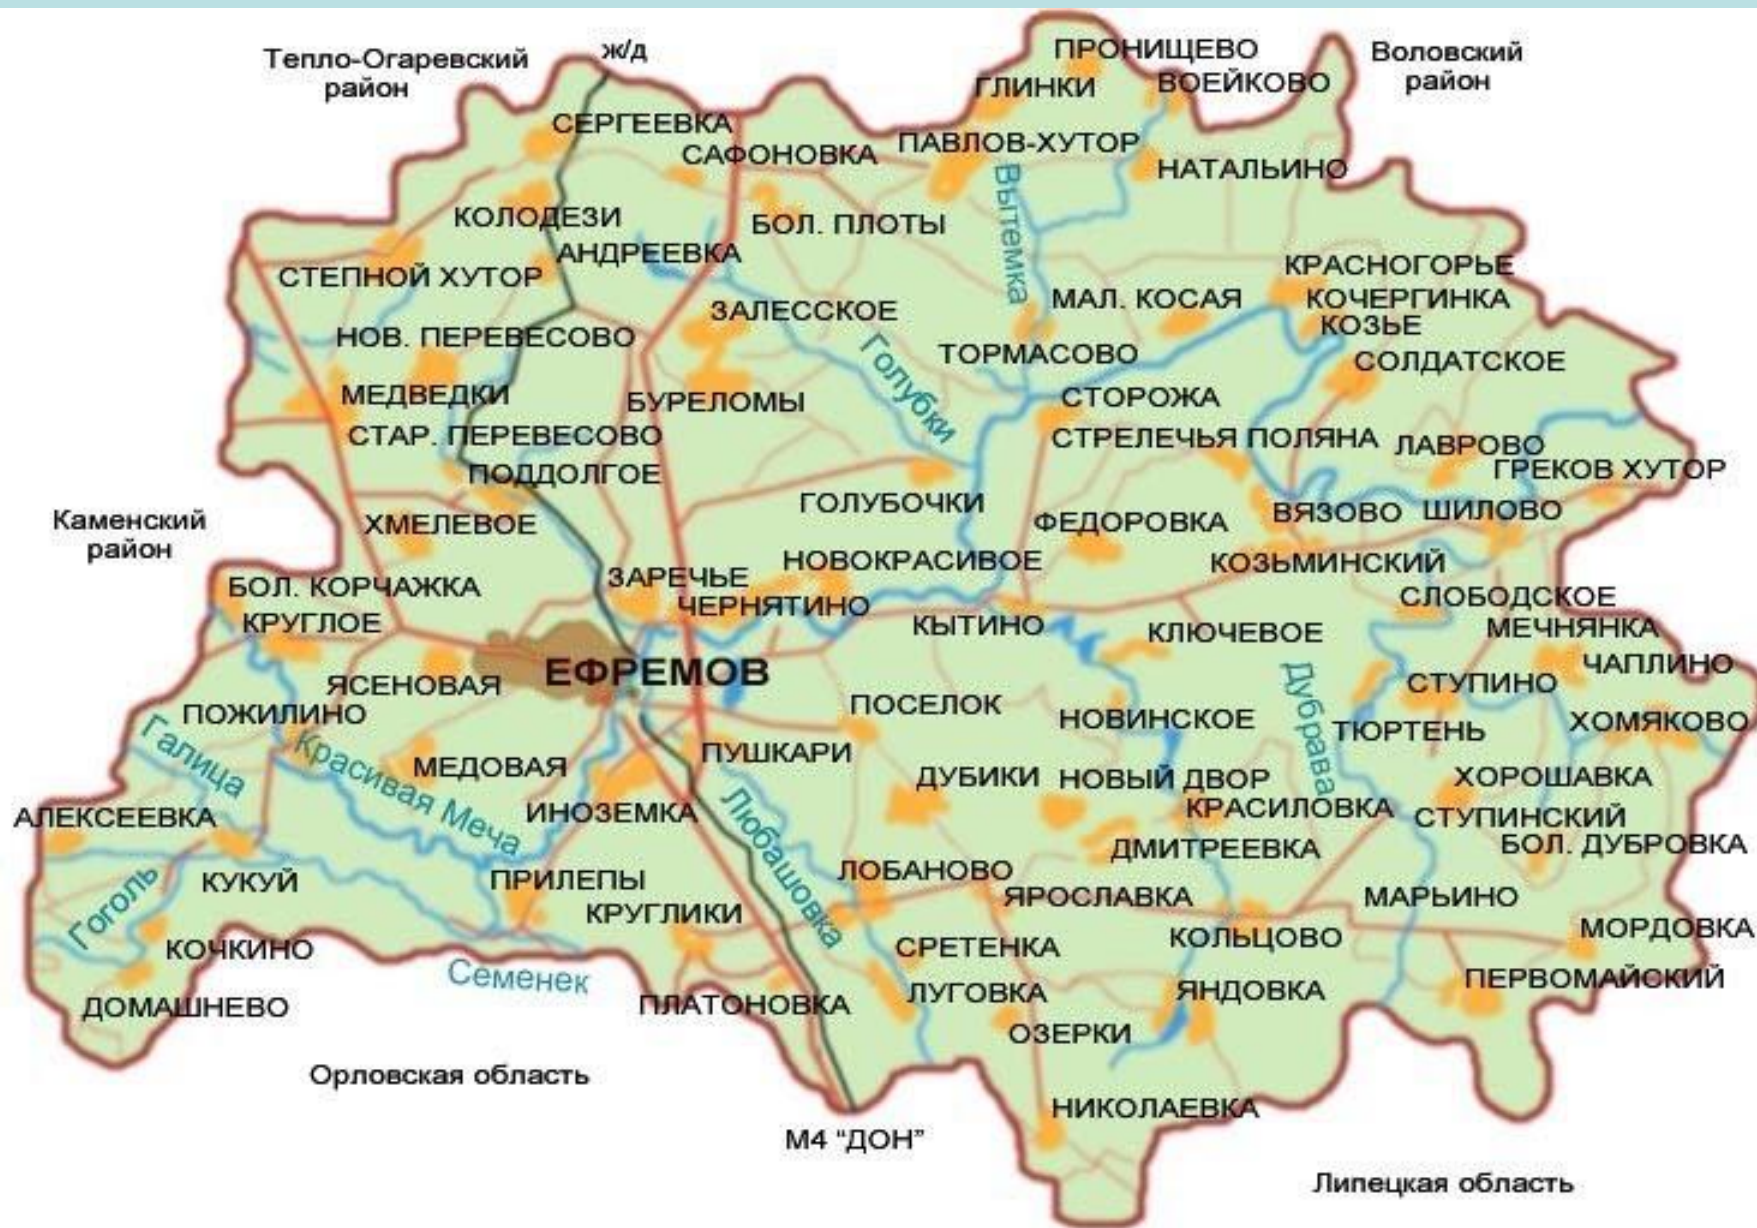 ПРОНИЩЕВО
Тепло-Огаревский
район
ж/д
Воловский
район
ГЛИНКИ
ВОЕЙКОВО
СЕРГЕЕВКА
САФОНОВКА
ПАВЛОВ-ХУТОР
НАТАЛЬИНО
Вытемка
КОЛОДЕЗИ
БОЛ. ПЛОТЫ
АНДРЕЕВКА
СТЕПНОЙ ХУТОР
КРАСНОГОРЬЕ
МАЛ. КОСАЯ
КОЧЕРГИНКА
ЗАЛЕССКОЕ
КОЗЬЕ
НОВ. ПЕРЕВЕСОВО
Голубки
ТОРМАСОВО
СОЛДАТСКОЕ
МЕДВЕДКИ
БУРЕЛОМЫ
СТОРОЖА
СТАР. ПЕРЕВЕСОВО
СТРЕЛЕЧЬЯ ПОЛЯНА
ЛАВРОВО
ПОДДОЛГОЕ
ГРЕКОВ ХУТОР
ГОЛУБОЧКИ
Каменский
район
ХМЕЛЕВОЕ
ФЕДОРОВКА
ВЯЗОВО
ШИЛОВО
НОВОКРАСИВОЕ
КОЗЬМИНСКИЙ
БОЛ. КОРЧАЖКА
ЗАРЕЧЬЕ
ЧЕРНЯТИНО
СЛОБОДСКОЕ
КРУГЛОЕ
КЫТИНО
КЛЮЧЕВОЕ
МЕЧНЯНКА
ЕФРЕМОВ
ЧАПЛИНО
ЯСЕНОВАЯ
Дубрава
СТУПИНО
ПОЖИЛИНО
ПОСЕЛОК
НОВИНСКОЕ
ТЮРТЕНЬ
ХОМЯКОВО
Галица
Красивая Меча
МЕДОВАЯ
ПУШКАРИ
ДУБИКИ
НОВЫЙ ДВОР
ХОРОШАВКА
АЛЕКСЕЕВКА
ИНОЗЕМКА
Любашовка
КРАСИЛОВКА
СТУПИНСКИЙ
ДМИТРЕЕВКА
БОЛ. ДУБРОВКА
Гоголь
КУКУЙ
ПРИЛЕПЫ
ЛОБАНОВО
ЯРОСЛАВКА
МАРЬИНО
КРУГЛИКИ
КОЧКИНО
СРЕТЕНКА
КОЛЬЦОВО
МОРДОВКА
Семенек
ПЕРВОМАЙСКИЙ
ДОМАШНЕВО
ПЛАТОНОВКА
ЛУГОВКА
ЯНДОВКА
ОЗЕРКИ
Орловская область
НИКОЛАЕВКА
М4 “ДОН”
Липецкая область